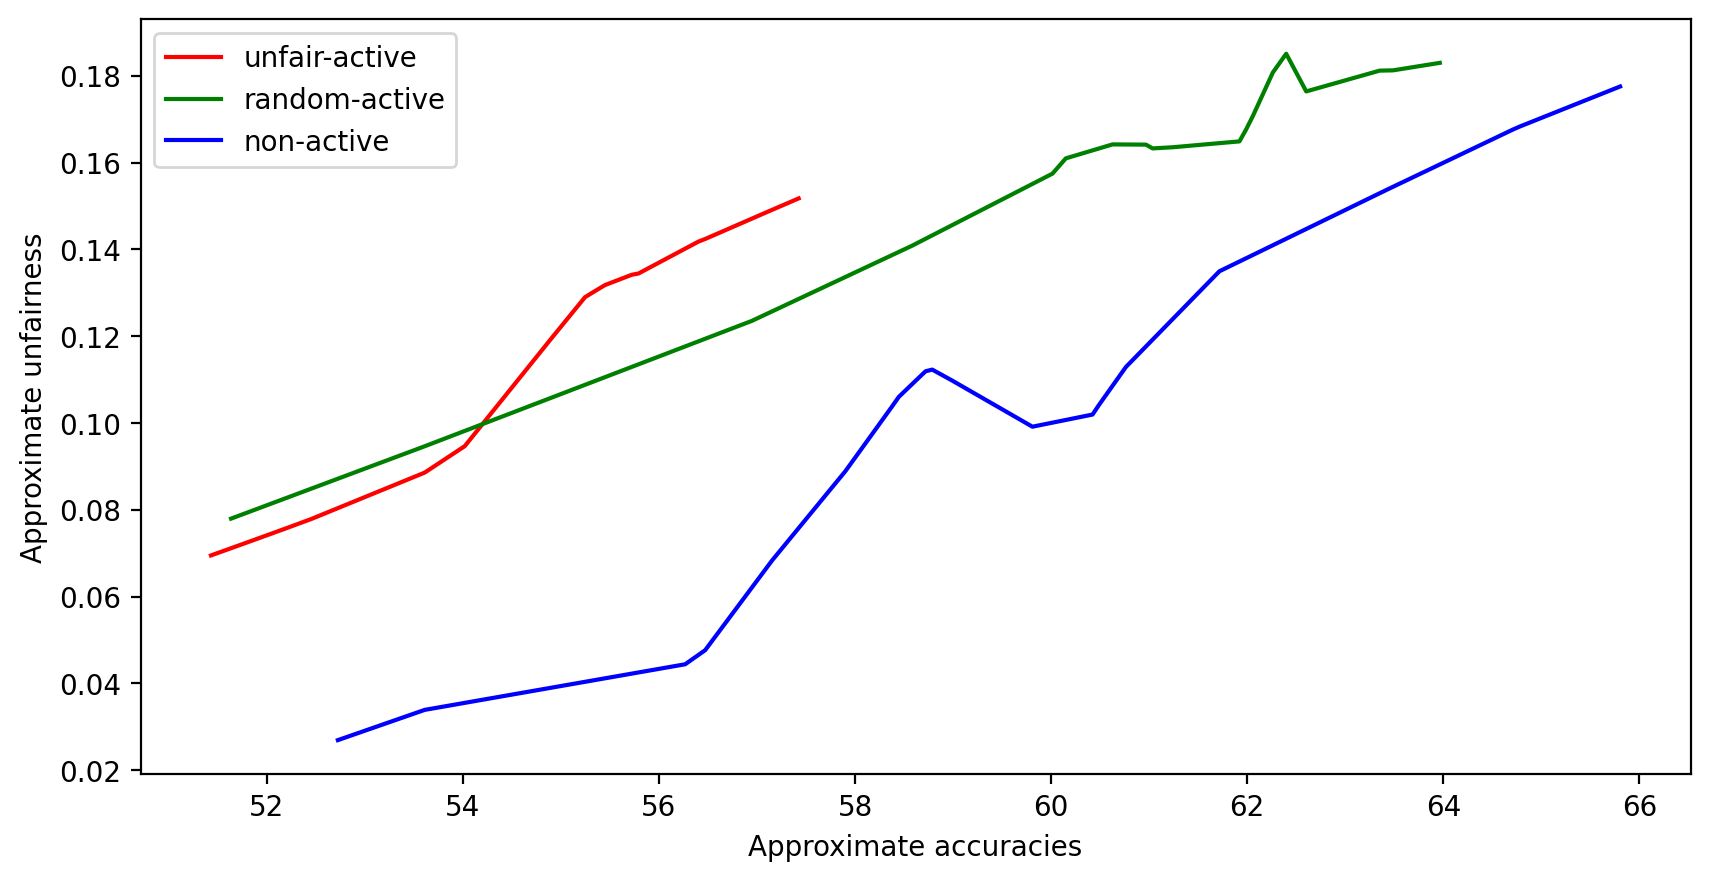 unfair-active
random-active
non-active
0.18
0.16
0.14
0.12
0.10
0.08
0.06
0.04
0.02
Approximate unfairness
52 54 56 58 60 62 64 66
Approximate accuracies